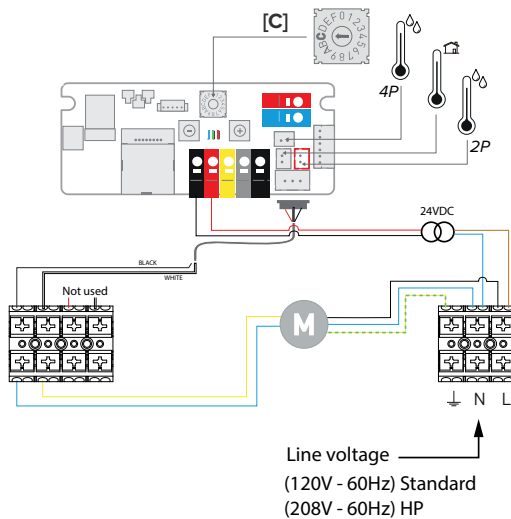 [C]
4P
2P
24VDC
BLACK
WHITE
Not used
M
N L
Line voltage
(120V - 60Hz) Standard
(208V - 60Hz) HP